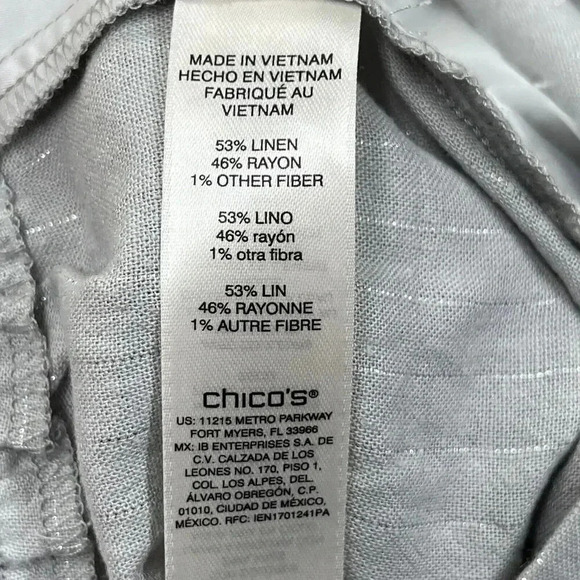 MADE IN VIETNAM
HECHO EN VIETNAM
FABRIQUÉ AU
VIETNAM
53% LINEN
46% RAYON
1% OTHER FIBER
53% LINO
46% rayón
1% otra fibra
53% LIN
46% RAYONNE
1% AUTRE FIBRE
chico's®
US: 11215 METRO PARKWAY
FORT MYERS, FL 33966
MX: IB ENTERPRISES S.A. DE
C.V. CALZADA DE LOS
LEONES NO. 170, PISO 1,
COL. LOS ALPES, DEL.
ÁLVARO OBREGÓN, C.P.
01010, CIUDAD DE MÉXICO,
MÉXICO. RFC: IEN1701241PA